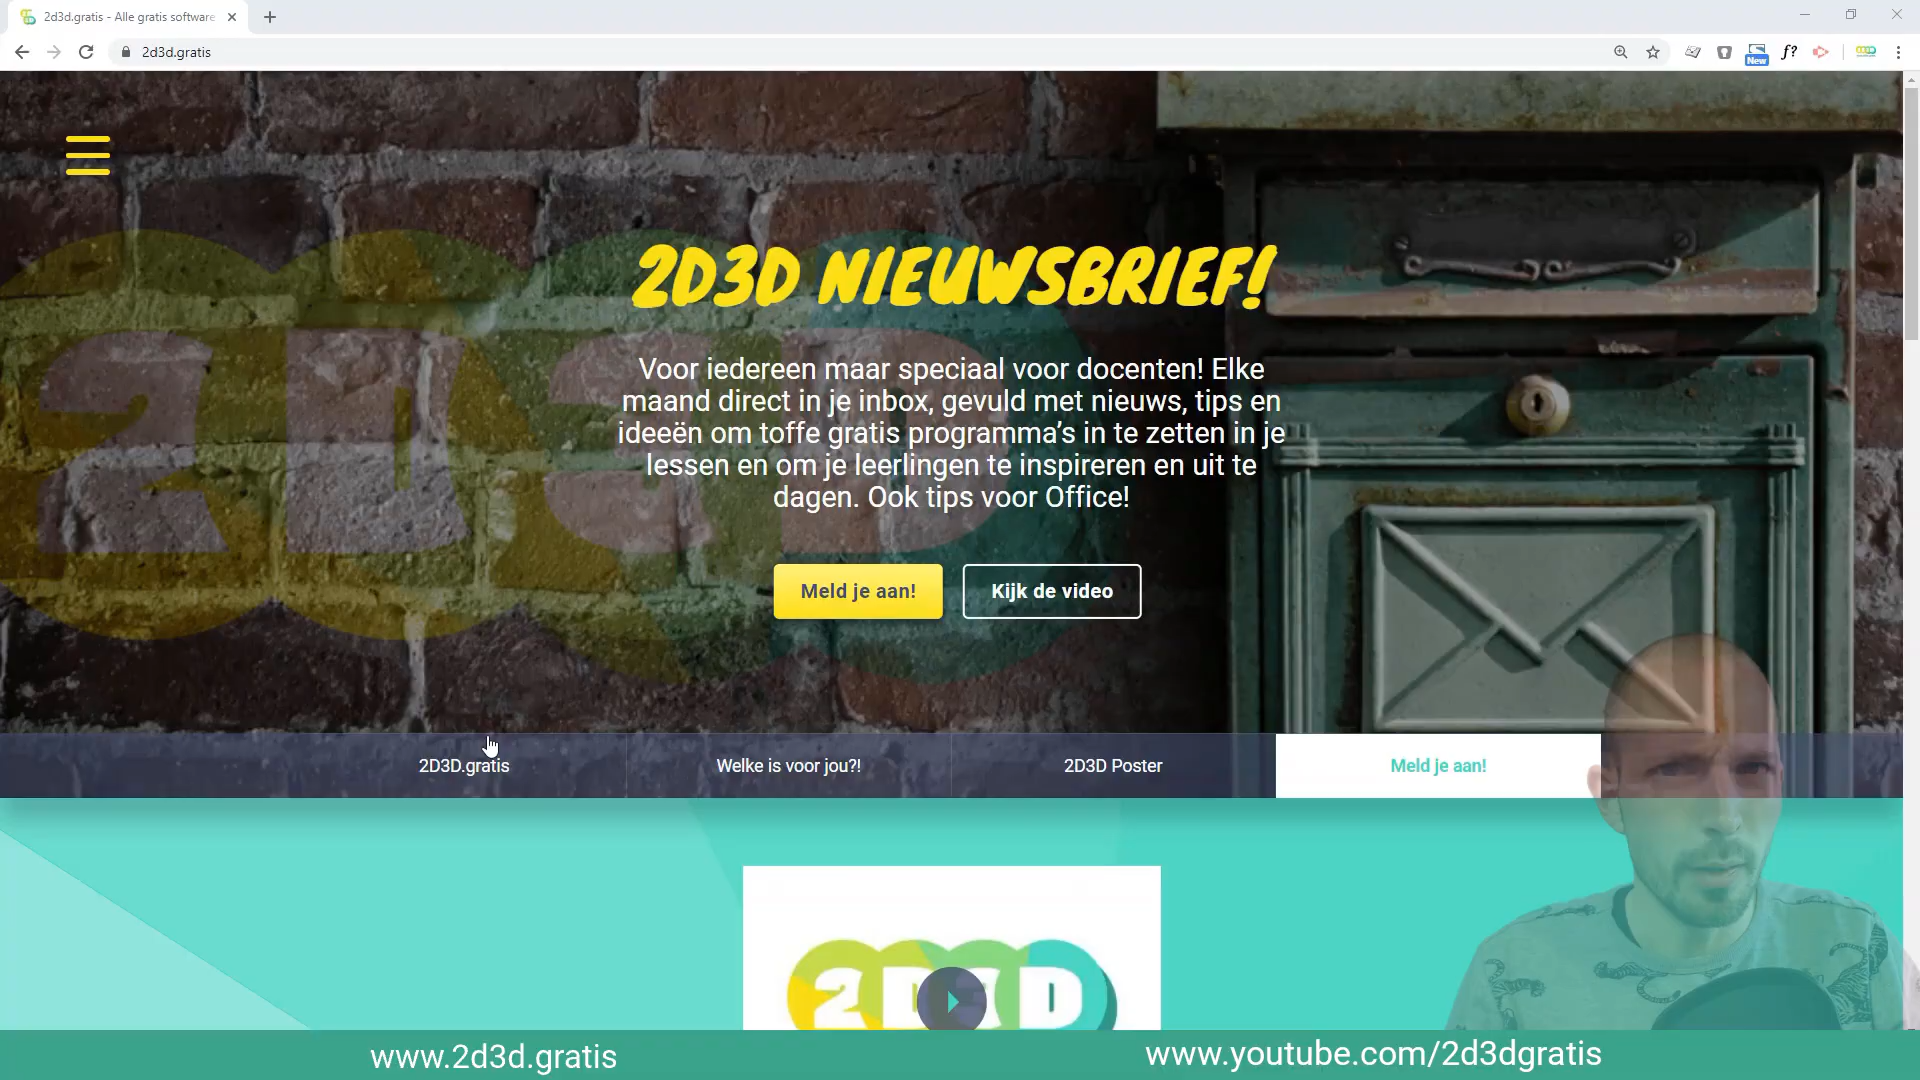 2d3d.gratis - Alle gratis software
2d3d.gratis
New
f?
2D3D NIEUWSBRIEF!
Voor iedereen maar speciaal voor docenten! Elke
maand direct in je inbox, gevuld met nieuws, tips en
ideeën om toffe gratis programma’s in te zetten in je
lessen en om je leerlingen te inspireren en uit te
dagen. Ook tips voor Office!
Meld je aan!
Kijk de video
2D3D
2D3D.gratis
Welke is voor jou?!
2D3D Poster
Meld je aan!
2D3D
www.2d3d.gratis
www.youtube.com/2d3dgratis